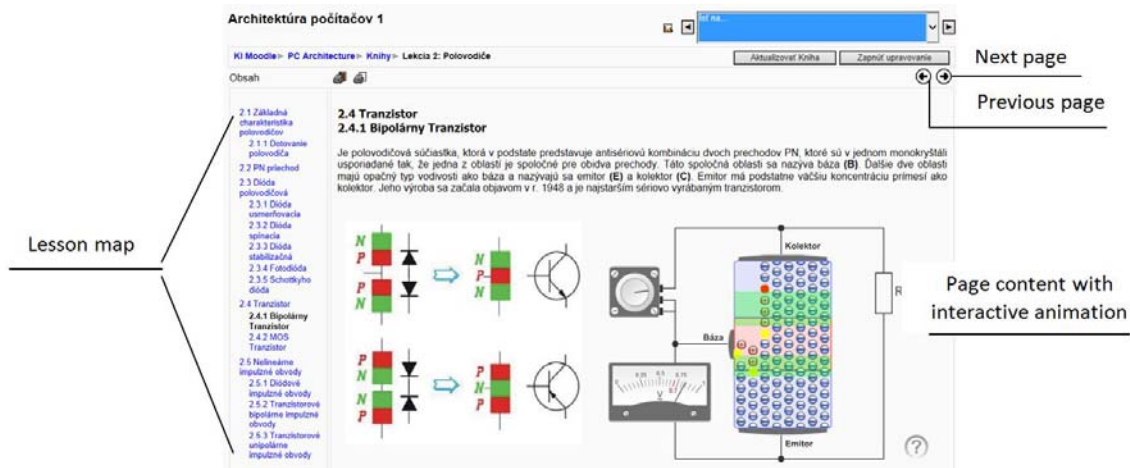 Architektúra počítačov 1
Ísť na...
KI Moodle► PC Architecture► Knihy► Lekcia 2: Polovodiče
Aktualizovať Kniha
Zapnúť upravovanie
Next page
Previous page
Obsah
Lesson map
2.1 Základná
charakteristika
polovodičov
2.1.1 Dotovanie
polovodiča
2.2 PN priechod
2.3 Dióda
polovodičová
2.3.1 Dióda
usmerňovacia
2.3.2 Dióda
spínacia
2.3.3 Dióda
stabilizačná
2.3.4 Fotodióda
2.3.5 Schottkyho
dióda
2.4 Tranzistor
2.4.1 Bipolárny
Tranzistor
2.4.2 MOS
Tranzistor
2.5 Nelineárne
impulzné obvody
2.5.1 Diódové
impulzné obvody
2.5.2 Tranzistorové
bipolárne impulzné
obvody
2.5.3 Tranzistorové
unipolárne
impulzné obvody
2.4 Tranzistor
2.4.1 Bipolárny Tranzistor
Je polovodičová súčiastka, ktorá v podstate predstavuje antisériovú kombináciu dvoch prechodov PN, ktoré sú v jednom monokryštáli
usporiadané tak, že jedna z oblastí je spoločné pre obidva prechody. Táto spoločná oblasti sa nazýva báza (B). Ďalšie dve oblasti
majú opačný typ vodivosti ako báza a nazývajú sa emitor (E) a kolektor (C). Emitor má podstatne väčšiu koncentráciu prímesí ako
kolektor. Jeho výroba sa začala objavom v r. 1948 a je najstarším sériovo vyrábaným tranzistorom.
N
P
P
N
N
P
N
P
N
N
P
P
N
P
Kolektor
Báza
Emitor
R
V
?
Page content with
interactive animation